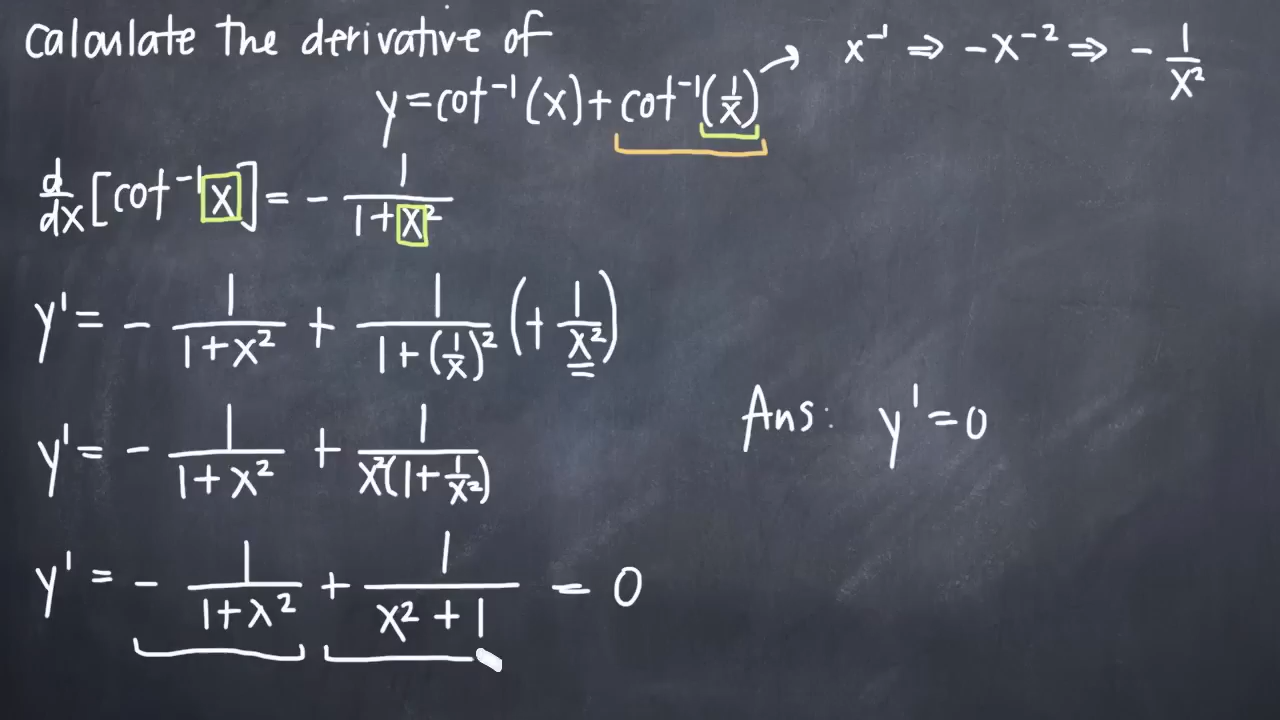 Calculate the derivative of
y = cot⁻¹(x) + cot⁻¹(1/x) → x⁻¹ ⇒ -x⁻² ⇒ - 1/x²
d/dx [cot⁻¹ x] = - 1/(1+x²)
y' = - 1/(1+x²) + 1/(1+(1/x)²) (+ 1/x²)
y' = - 1/(1+x²) + 1/(x²(1+1/x²))
Ans: y' = 0
y' = - 1/(1+x²) + 1/(x²+1) = 0